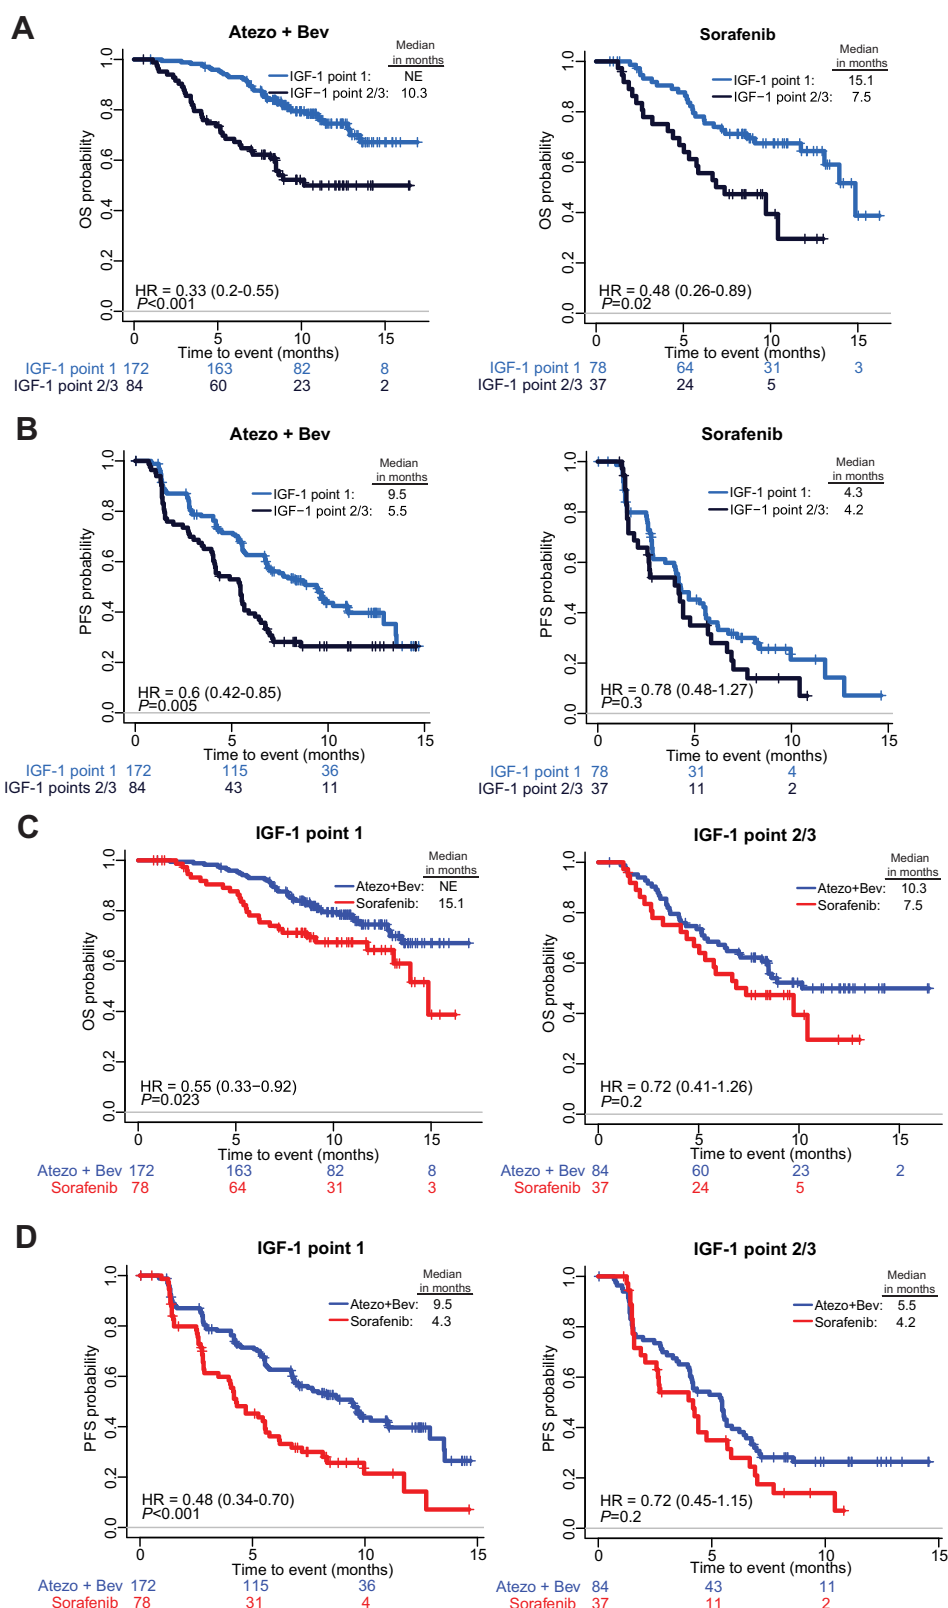 A
Atezo + Bev
Median
in months
IGF-1 point 1: NE
IGF−1 point 2/3: 10.3
OS probability
1.0
0.8
0.6
0.4
0.2
0.0
HR = 0.33 (0.2-0.55)
P<0.001
0 5 10 15
Time to event (months)
IGF-1 point 1 172 163 82 8
IGF-1 point 2/3 84 60 23 2
Sorafenib
Median
in months
IGF-1 point 1: 15.1
IGF−1 point 2/3: 7.5
OS probability
1.0
0.8
0.6
0.4
0.2
0.0
HR = 0.48 (0.26-0.89)
P=0.02
0 5 10 15
Time to event (months)
IGF-1 point 1 78 64 31 3
IGF-1 point 2/3 37 24 5
B
Atezo + Bev
Median
in months
IGF-1 point 1: 9.5
IGF−1 point 2/3: 5.5
PFS probability
1.0
0.8
0.6
0.4
0.2
0.0
HR = 0.6 (0.42-0.85)
P=0.005
0 5 10 15
Time to event (months)
IGF-1 point 1 172 115 36
IGF-1 points 2/3 84 43 11
Sorafenib
Median
in months
IGF-1 point 1: 4.3
IGF−1 point 2/3: 4.2
PFS probability
1.0
0.8
0.6
0.4
0.2
0.0
HR = 0.78 (0.48-1.27)
P=0.3
0 5 10 15
Time to event (months)
IGF-1 point 1 78 31 4
IGF-1 point 2/3 37 11 2
C
IGF-1 point 1
Median
in months
Atezo+Bev: NE
Sorafenib: 15.1
OS probability
1.0
0.8
0.6
0.4
0.2
0.0
HR = 0.55 (0.33−0.92)
P=0.023
0 5 10 15
Time to event (months)
Atezo + Bev 172 163 82 8
Sorafenib 78 64 31 3
IGF-1 point 2/3
Median
in months
Atezo+Bev: 10.3
Sorafenib: 7.5
OS probability
1.0
0.8
0.6
0.4
0.2
0.0
HR = 0.72 (0.41-1.26)
P=0.2
0 5 10 15
Time to event (months)
Atezo + Bev 84 60 23 2
Sorafenib 37 24 5
D
IGF-1 point 1
Median
in months
Atezo+Bev: 9.5
Sorafenib: 4.3
PFS probability
1.0
0.8
0.6
0.4
0.2
0.0
HR = 0.48 (0.34-0.70)
P<0.001
0 5 10 15
Time to event (months)
Atezo + Bev 172 115 36
Sorafenib 78 31 4
IGF-1 point 2/3
Median
in months
Atezo+Bev: 5.5
Sorafenib: 4.2
PFS probability
1.0
0.8
0.6
0.4
0.2
0.0
HR = 0.72 (0.45-1.15)
P=0.2
0 5 10 15
Time to event (months)
Atezo + Bev 84 43 11
Sorafenib 37 11 2